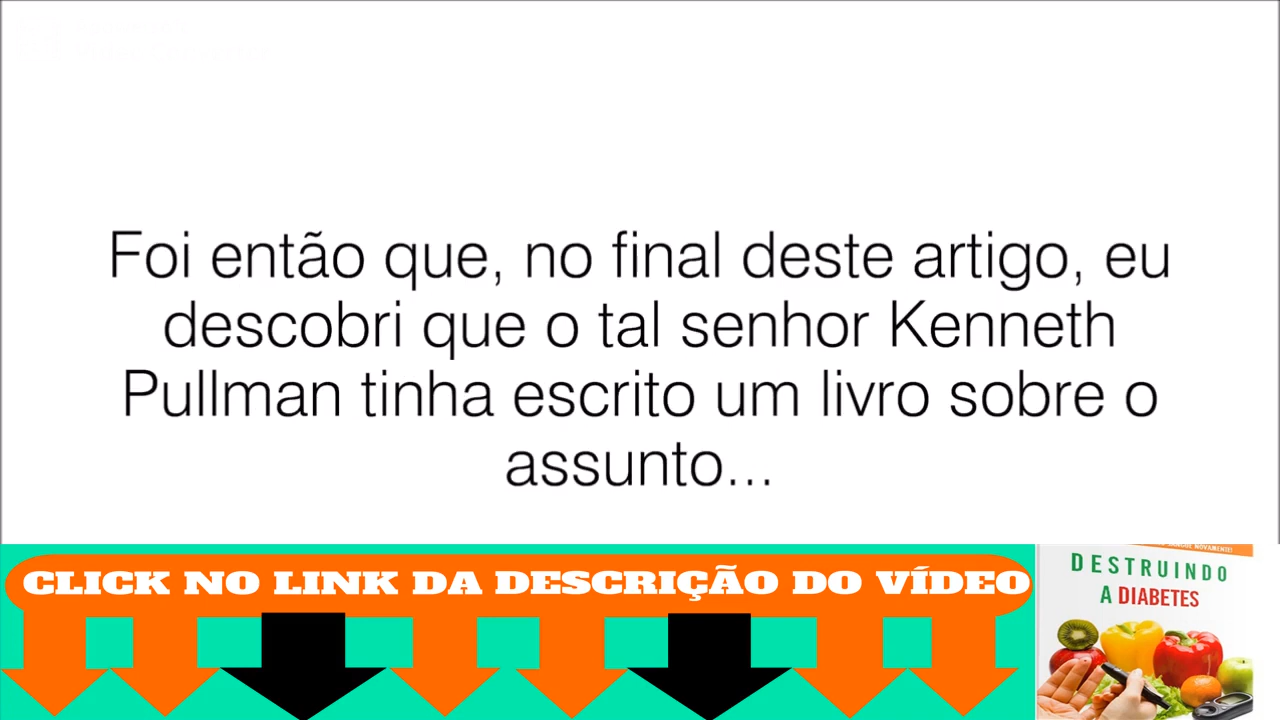 Foi então que, no final deste artigo, eu
descobri que o tal senhor Kenneth
Pullman tinha escrito um livro sobre o
assunto...
CLICK NO LINK DA DESCRIÇÃO DO VÍDEO
NOVAMENTE!
DESTRUINDO
A DIABETES